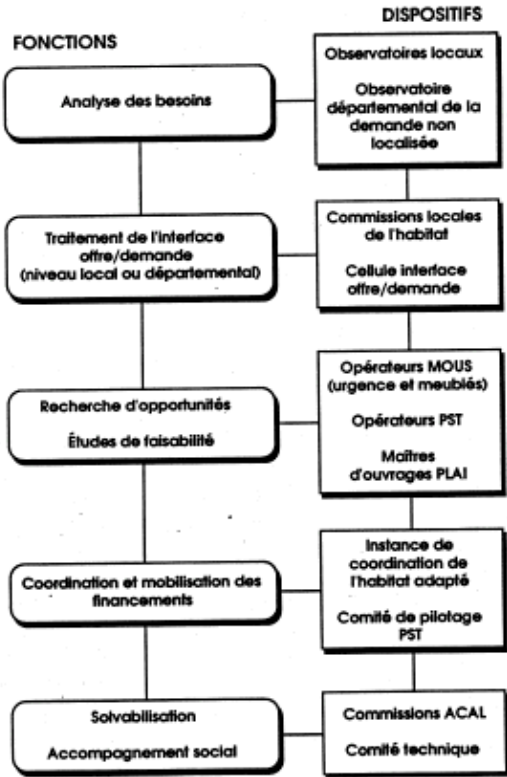 FONCTIONS
DISPOSITIFS
Analyse des besoins
Observatoires locaux
Observatoire
départemental de la
demande non
localisée
Traitement de l'interface
offre/demande
(niveau local ou départemental)
Commissions locales
de l'habitat
Cellule interface
offre/demande
Recherche d'opportunités
Études de faisabilité
Opérateurs MOUS
(urgence et meublés)
Opérateurs PST
Maîtres
d'ouvrages PLAI
Coordination et mobilisation des
financements
Instance de
coordination de
l'habitat adapté
Comité de pilotage
PST
Solvabilisation
Accompagnement social
Commissions ACAL
Comité technique